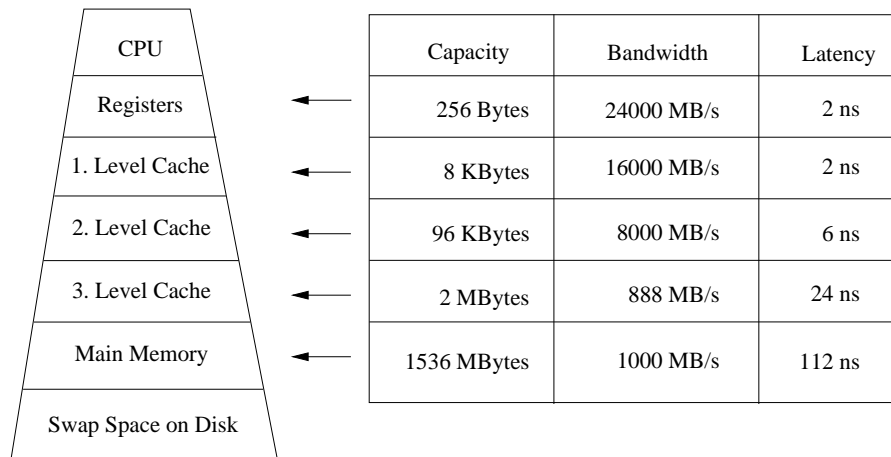 CPU
Registers
1. Level Cache
2. Level Cache
3. Level Cache
Main Memory
Swap Space on Disk
Capacity Bandwidth Latency
256 Bytes 24000 MB/s 2 ns
8 KBytes 16000 MB/s 2 ns
96 KBytes 8000 MB/s 6 ns
2 MBytes 888 MB/s 24 ns
1536 MBytes 1000 MB/s 112 ns